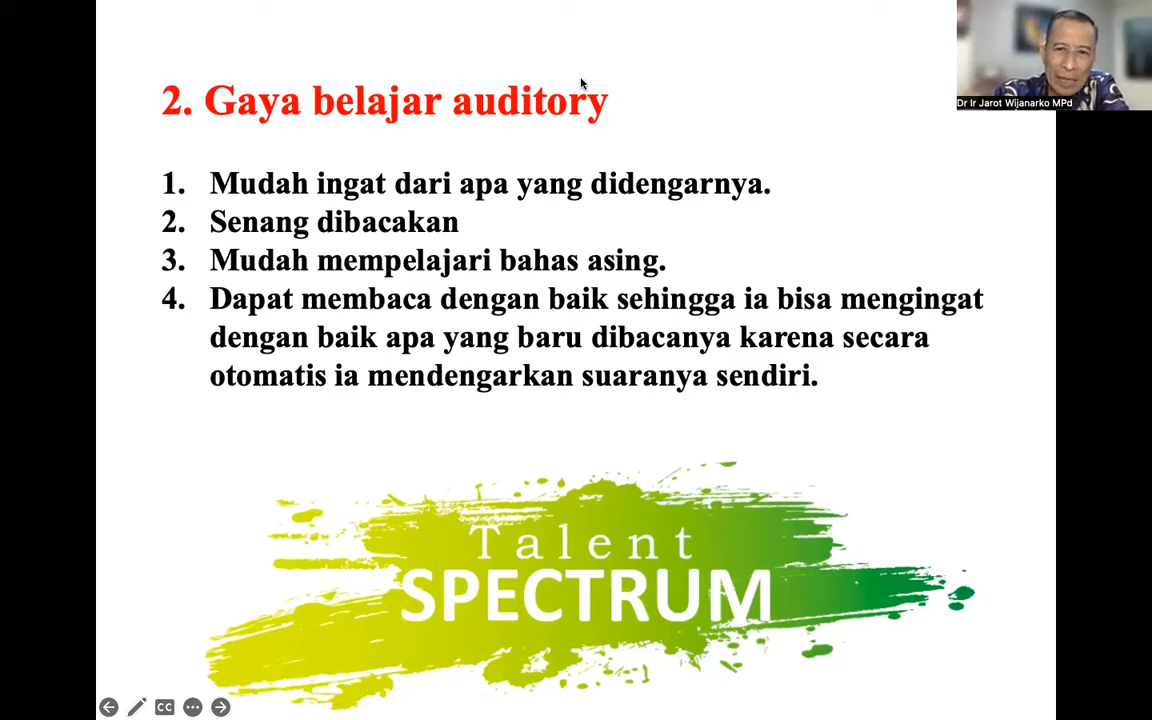 Dr Ir Jarot Wijanarko MPd
2. Gaya belajar auditory
1. Mudah ingat dari apa yang didengarnya.
2. Senang dibacakan
3. Mudah mempelajari bahas asing.
4. Dapat membaca dengan baik sehingga ia bisa mengingat
dengan baik apa yang baru dibacanya karena secara
otomatis ia mendengarkan suaranya sendiri.
Talent
SPECTRUM
CC